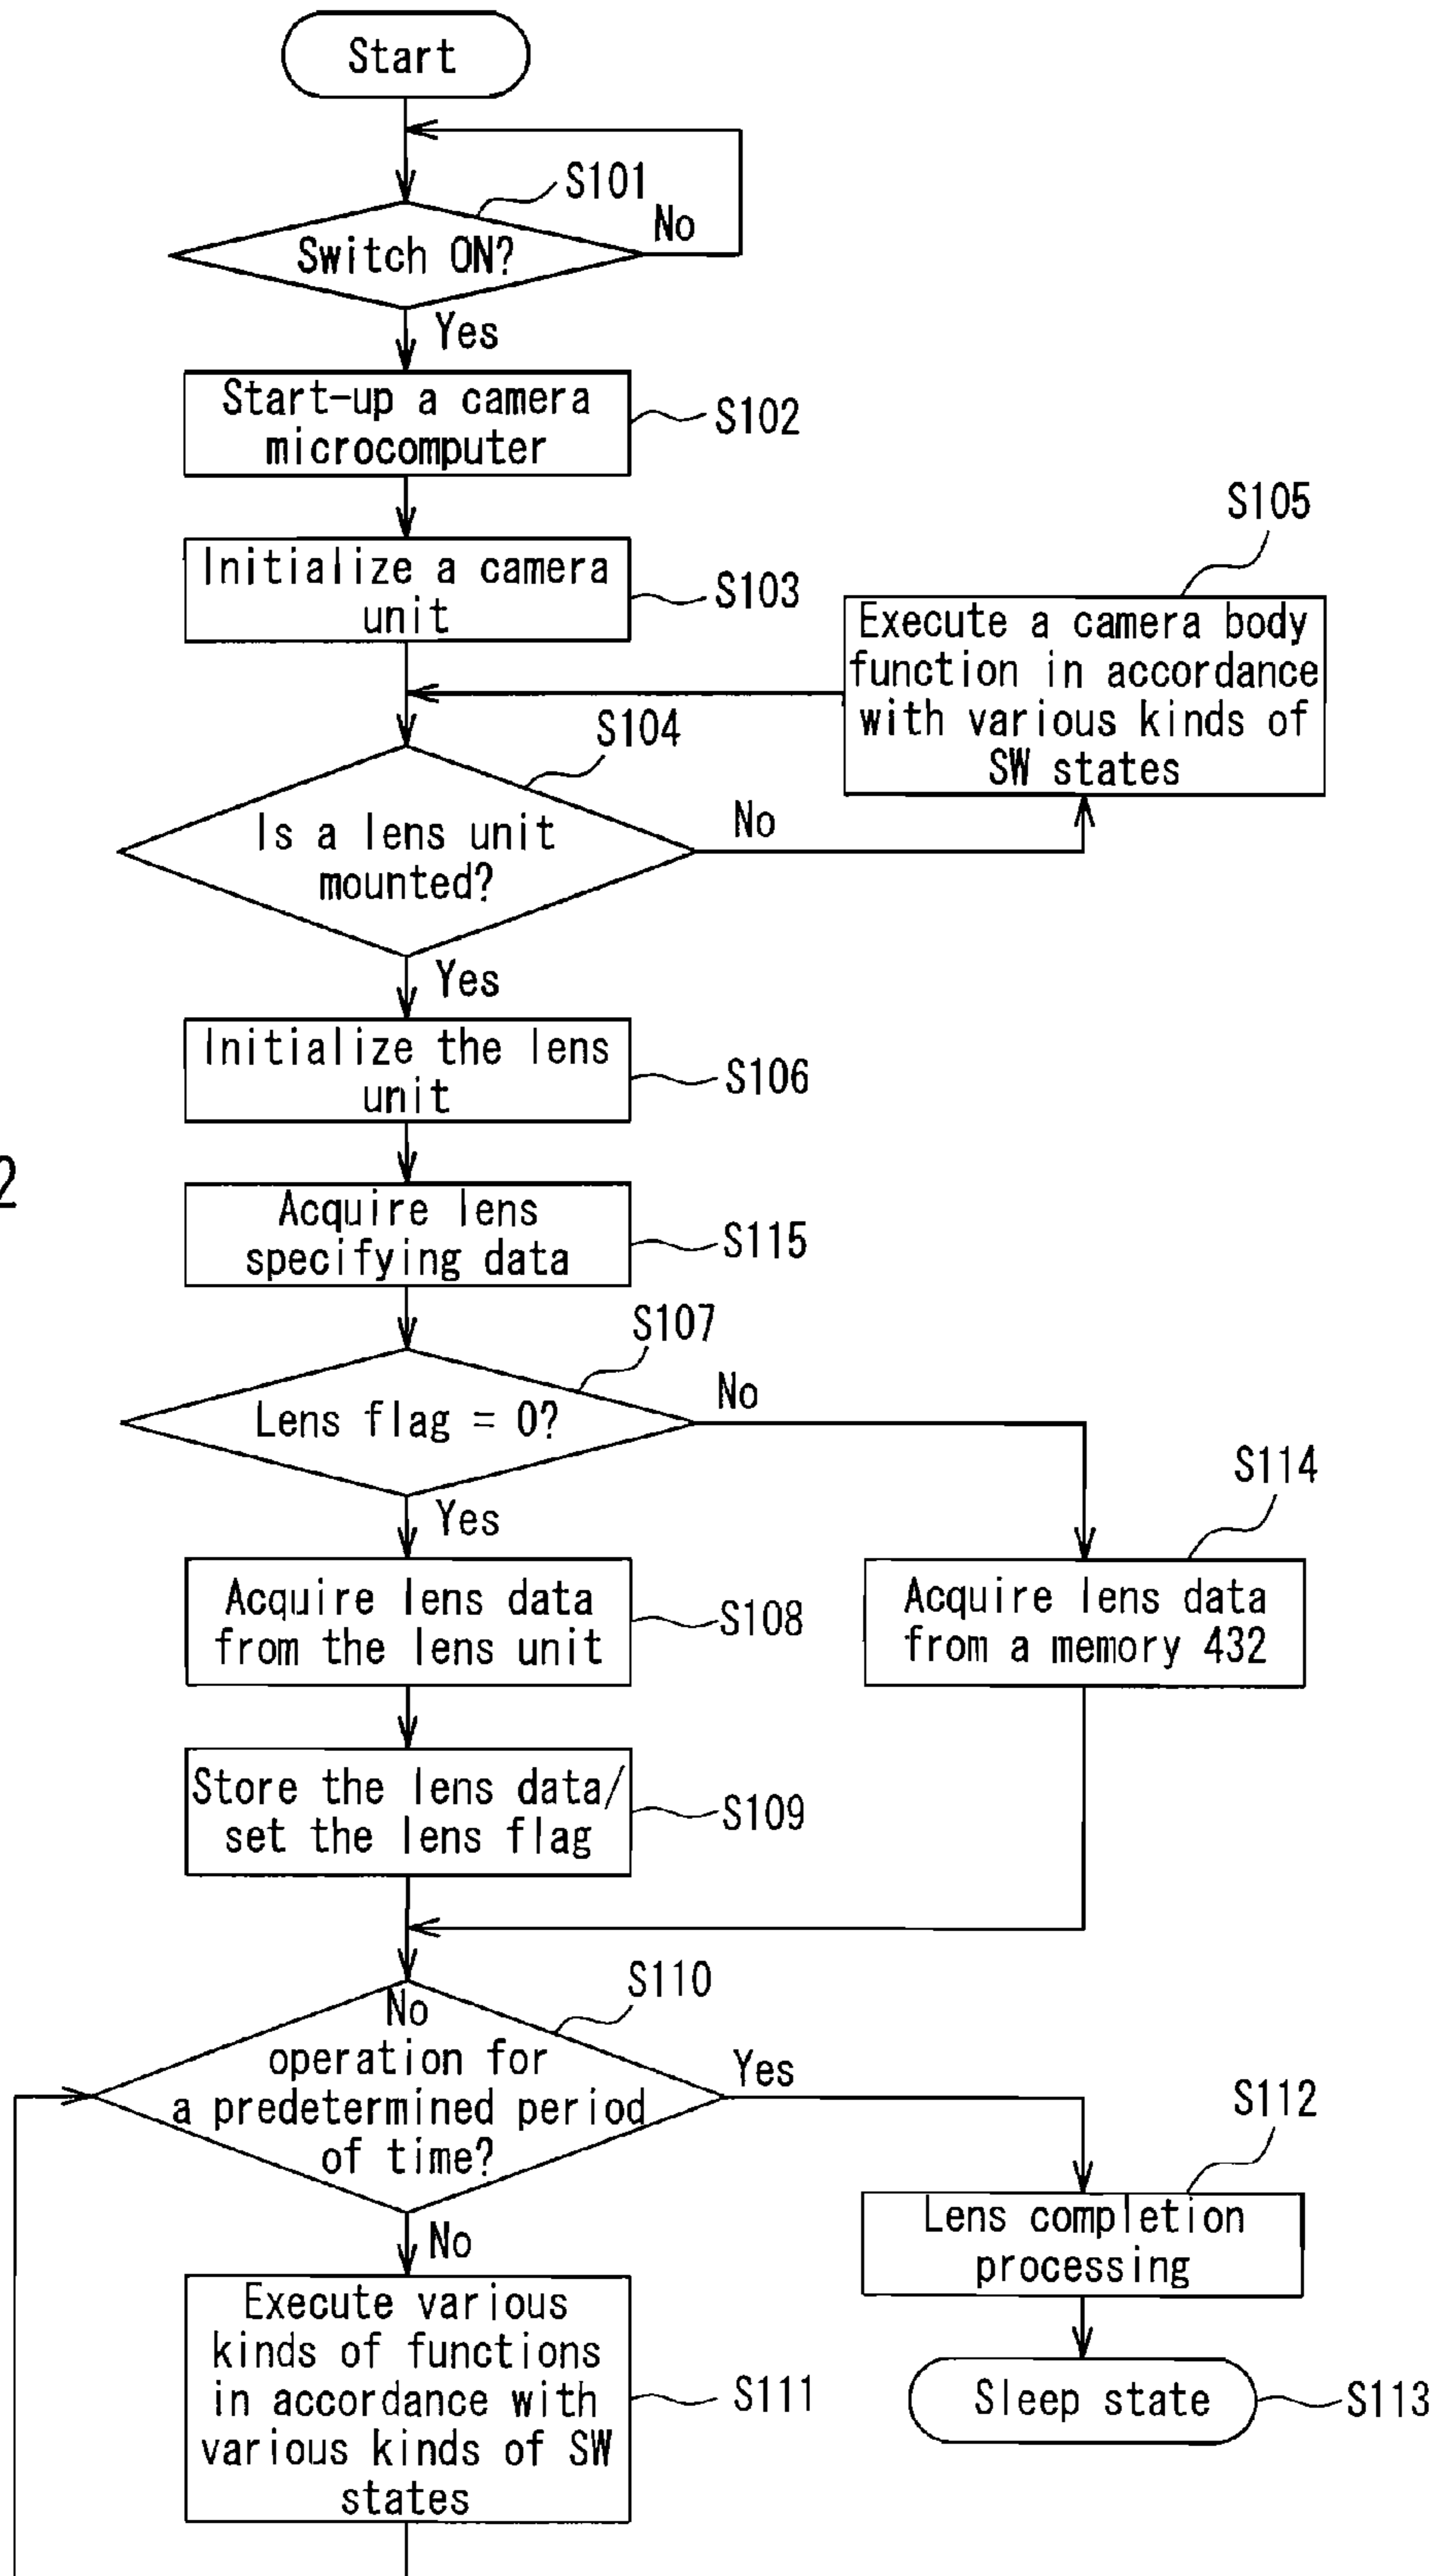 Start
S101
Switch ON?
No
Yes
Start-up a camera
microcomputer
S102
Initialize a camera
unit
S103
S105
Execute a camera body
function in accordance
with various kinds of
SW states
S104
Is a lens unit
mounted?
No
Yes
Initialize the lens
unit
S106
2
Acquire lens
specifying data
S115
S107
Lens flag = 0?
No
Yes
S114
Acquire lens data
from the lens unit
S108
Acquire lens data
from a memory 432
Store the lens data/
set the lens flag
S109
S110
No
operation for
a predetermined period
of time?
Yes
No
S112
Lens completion
processing
Execute various
kinds of functions
in accordance with
various kinds of SW
states
S111
Sleep state
S113